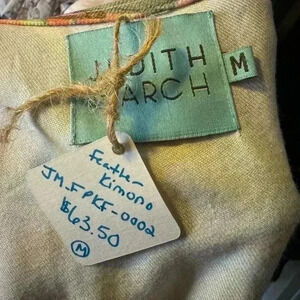 JUDITH
MARCH
M
Feather
Kimono
JM-FPKF-0002
$63.50
M